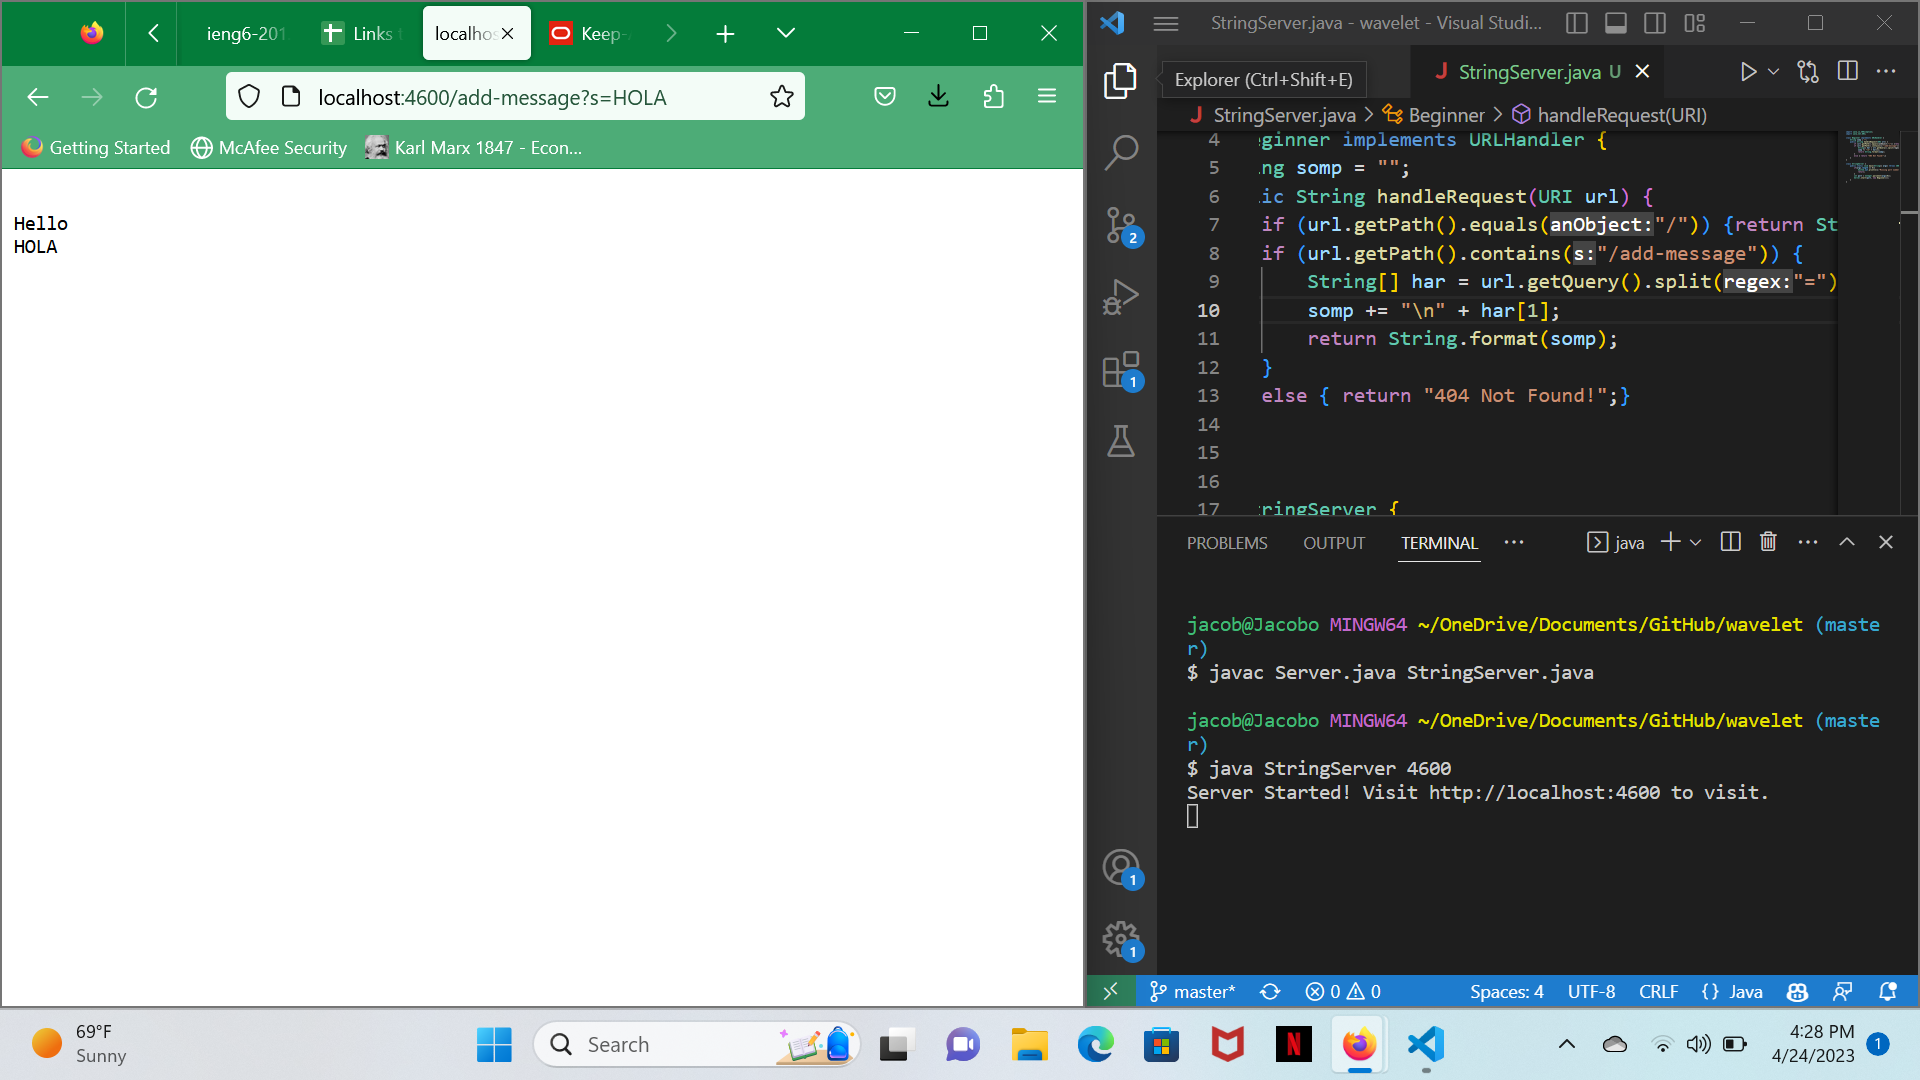 ieng6-201
Links
localhos
Keep-
localhost:4600/add-message?s=HOLA
Getting Started
McAfee Security
Karl Marx 1847 - Econ...
Hello
HOLA
StringServer.java - wavelet - Visual Studi...
Explorer (Ctrl+Shift+E)
StringServer.java U
StringServer.java > Beginner > handleRequest(URI)
4 ginner implements URLHandler {
5 ng somp = "";
6 ic String handleRequest(URI url) {
7 if (url.getPath().equals(anObject:"/")) {return St
8 if (url.getPath().contains(s:"/add-message")) {
9 String[] har = url.getQuery().split(regex:"=")
10 somp += "\n" + har[1];
11 return String.format(somp);
12 }
13 else { return "404 Not Found!";}
14
15
16
17 ringServer {
2
1
1
1
PROBLEMS OUTPUT TERMINAL ... java
jacob@Jacobo MINGW64 ~/OneDrive/Documents/GitHub/wavelet (maste
r)
$ javac Server.java StringServer.java
jacob@Jacobo MINGW64 ~/OneDrive/Documents/GitHub/wavelet (maste
r)
$ java StringServer 4600
Server Started! Visit http://localhost:4600 to visit.
master* 0 0 Spaces: 4 UTF-8 CRLF {} Java
69°F
Sunny
Search
4:28 PM
4/24/2023
1